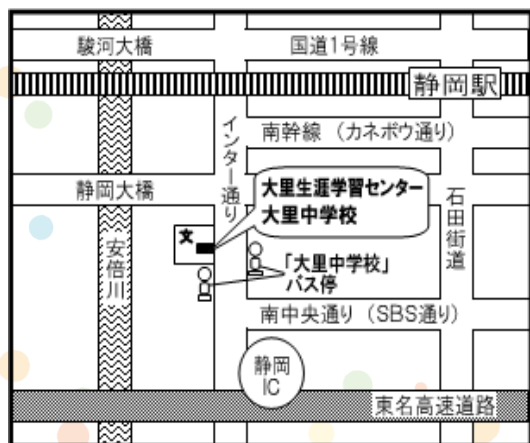 駿河大橋
国道1号線
静岡駅
インター通り
南幹線（カネボウ通り）
静岡大橋
大里生涯学習センター
大里中学校
石田街道
文
安倍川
「大里中学校」
バス停
南中央通り（SBS通り）
静岡
IC
東名高速道路